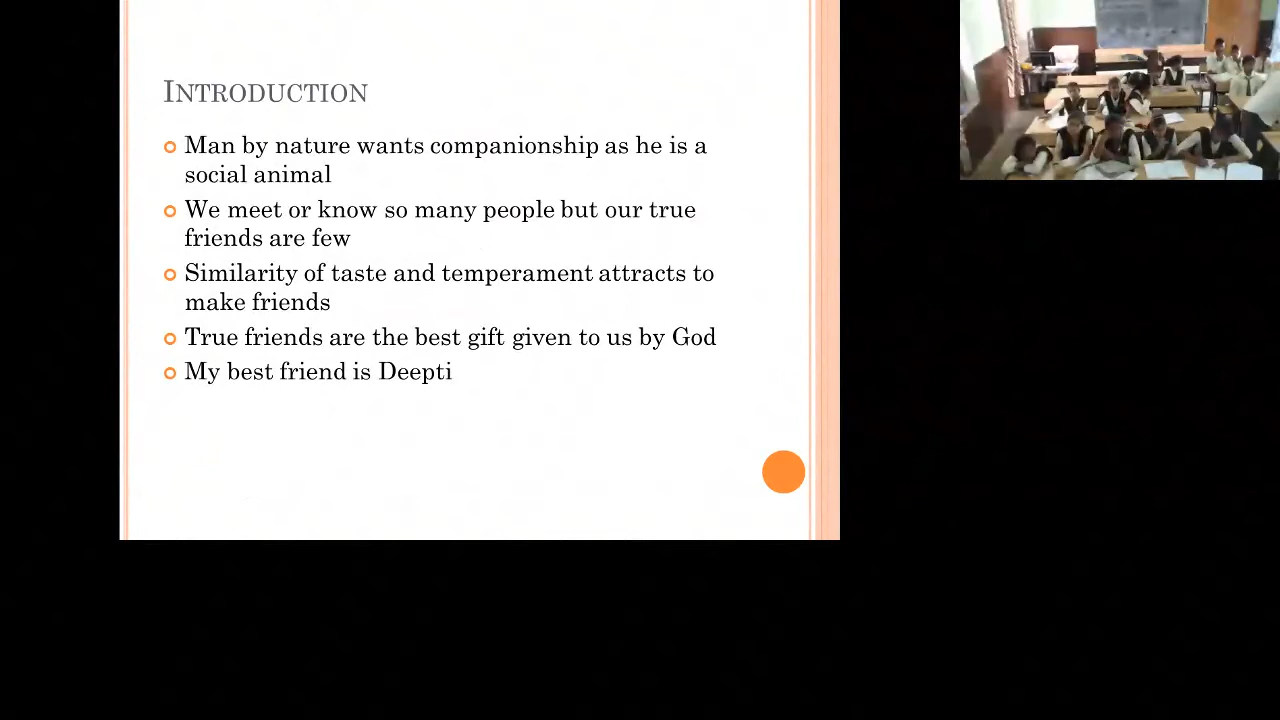 INTRODUCTION
Man by nature wants companionship as he is a
social animal
We meet or know so many people but our true
friends are few
Similarity of taste and temperament attracts to
make friends
True friends are the best gift given to us by God
My best friend is Deepti